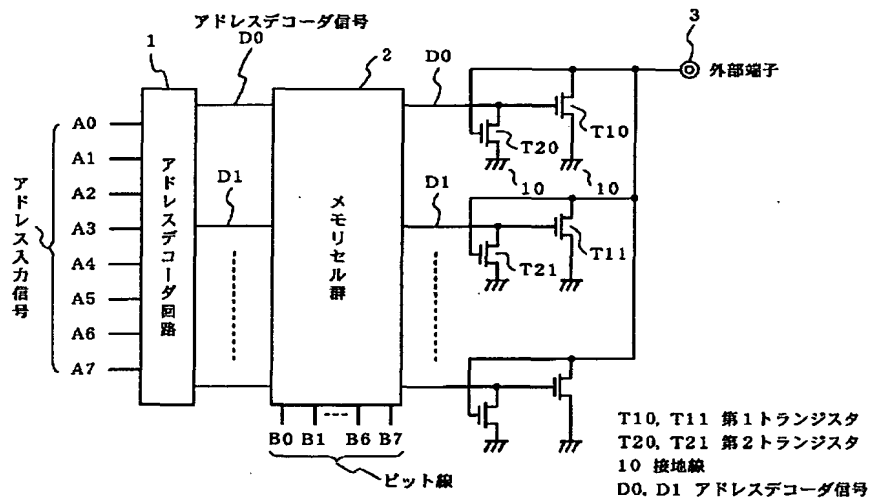 アドレスデコーダ信号
D0
1
2
D0
3
外部端子
A0
A1
A2
A3
A4
A5
A6
A7
アドレス入力信号
アドレスデコーダ回路
D1
メモリセル群
D1
T10
T20
10
10
T11
T21
B0 B1 B6 B7
ビット線
T10, T11 第1トランジスタ
T20, T21 第2トランジスタ
10 接地線
D0, D1 アドレスデコーダ信号